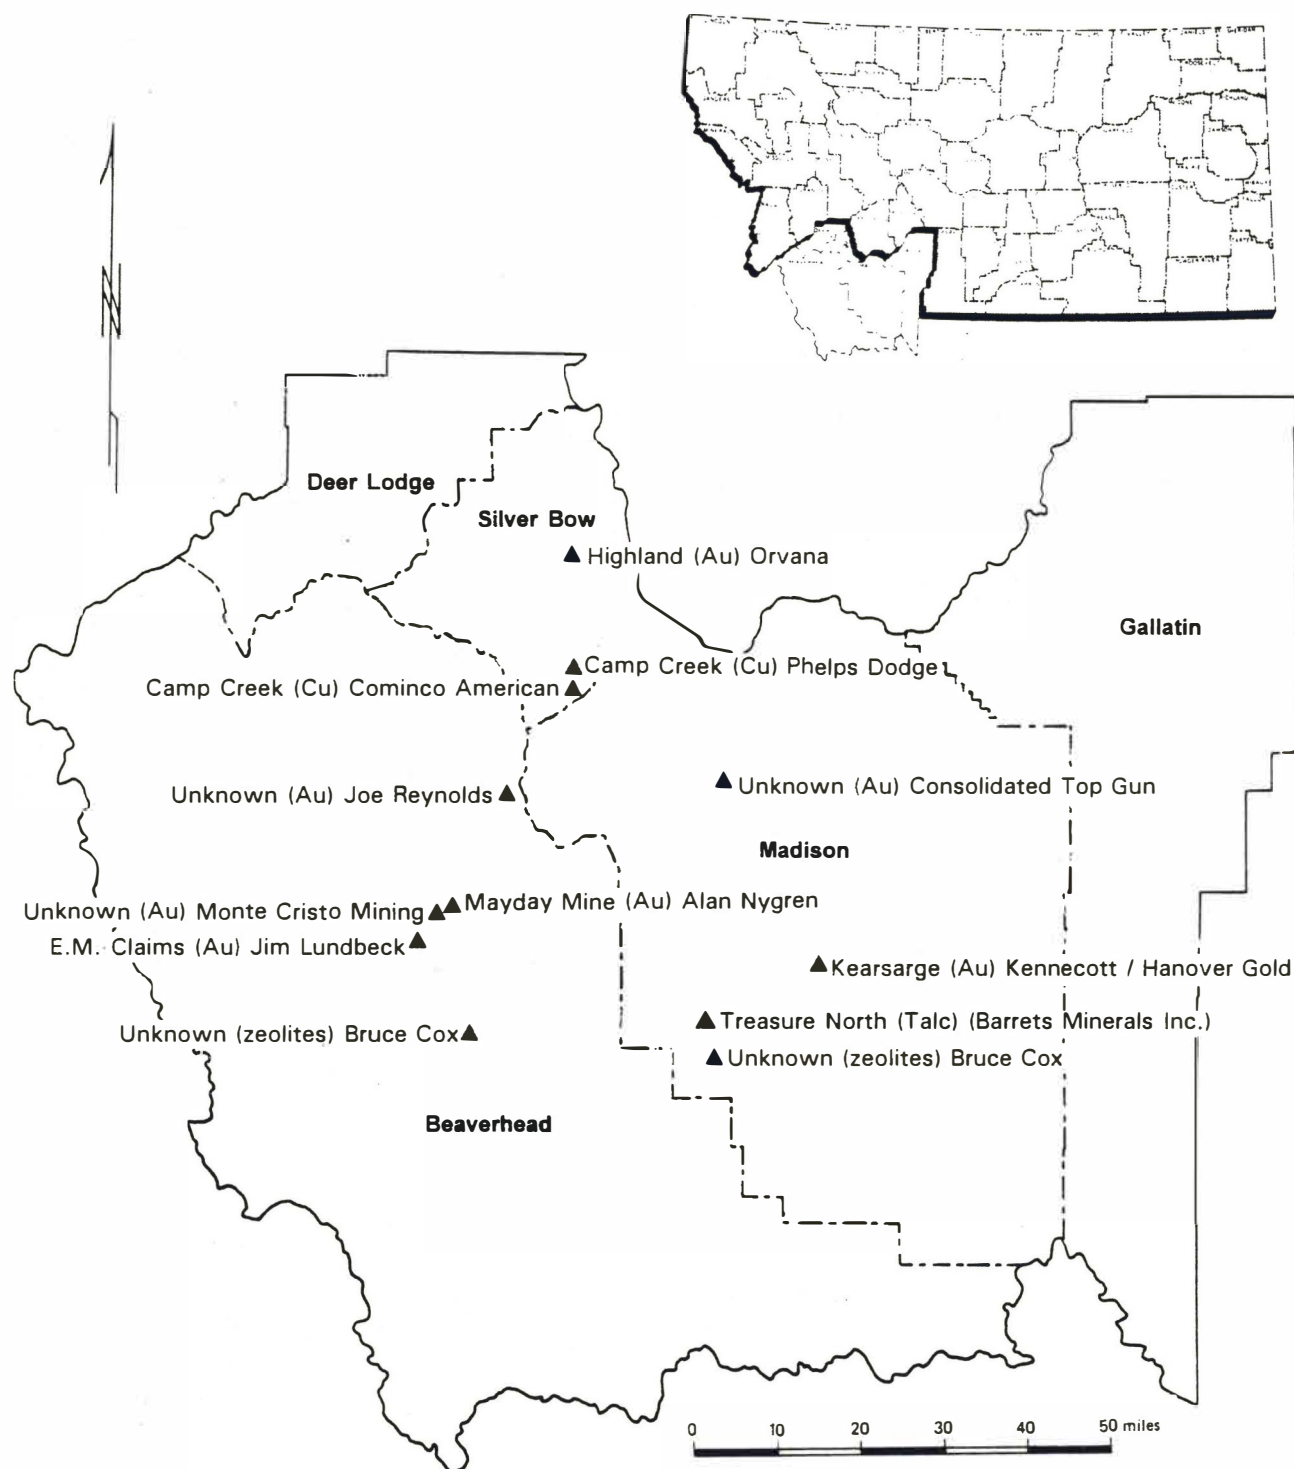 N
Deer Lodge
Silver Bow
Highland (Au) Orvana
Gallatin
Camp Creek (Cu) Phelps Dodge
Camp Creek (Cu) Cominco American
Unknown (Au) Joe Reynolds
Unknown (Au) Consolidated Top Gun
Madison
Mayday Mine (Au) Alan Nygren
Unknown (Au) Monte Cristo Mining
E.M. Claims (Au) Jim Lundbeck
Kearsarge (Au) Kennecott / Hanover Gold
Treasure North (Talc) (Barrets Minerals Inc.)
Unknown (zeolites) Bruce Cox
Unknown (zeolites) Bruce Cox
Beaverhead
0 10 20 30 40 50 miles